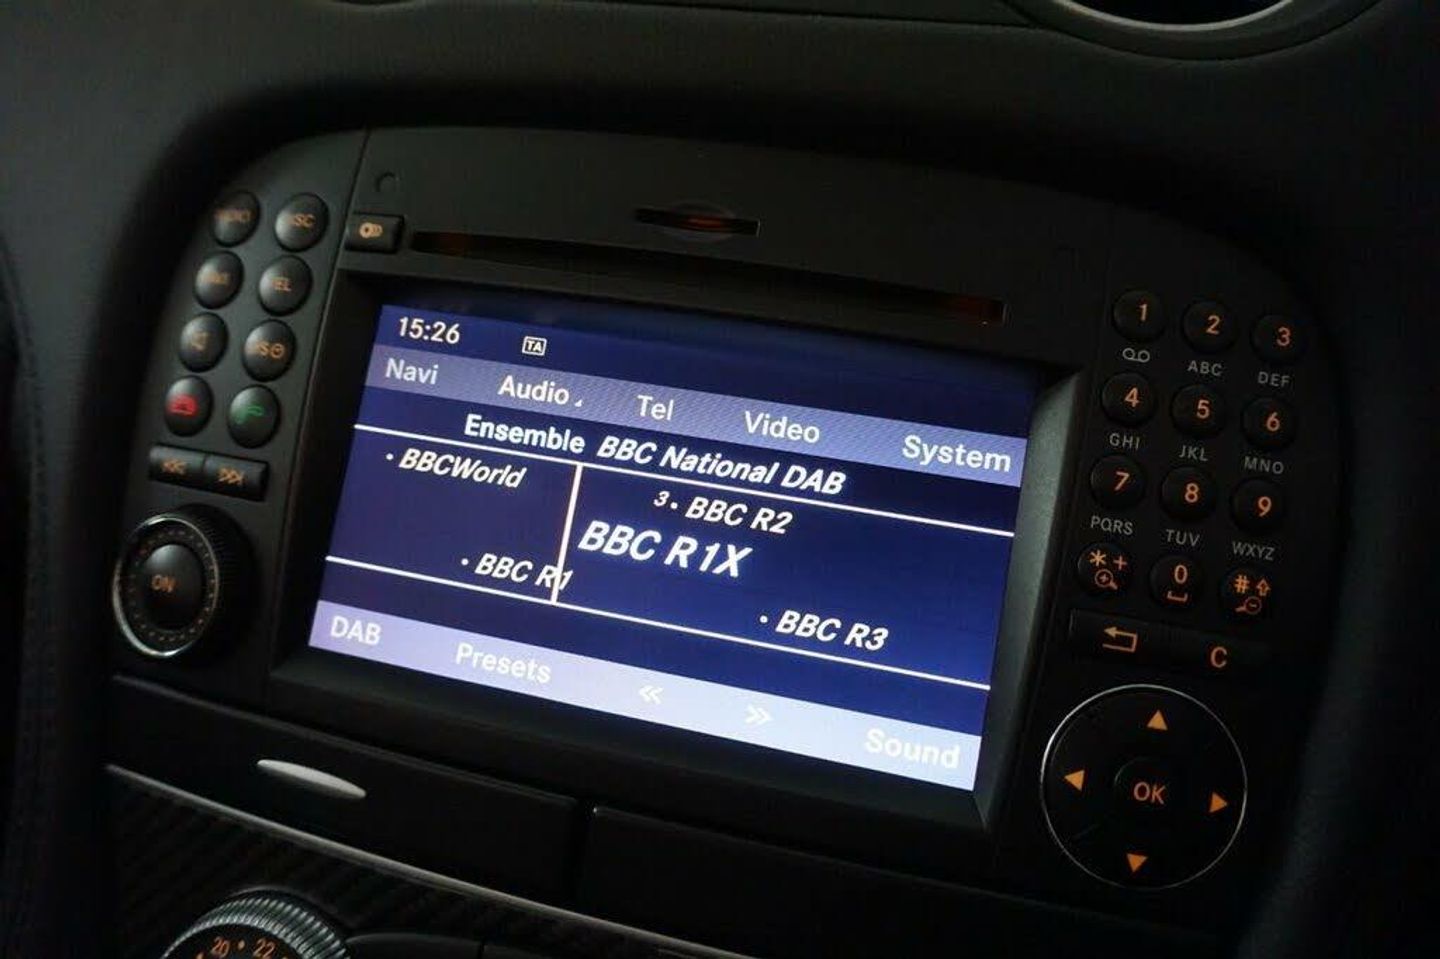 15:26
TA
Navi Audio Tel Video System
Ensemble BBC National DAB
• BBCWorld
3 • BBC R2
BBC R1X
• BBC R1
• BBC R3
DAB Presets « » Sound
ON
1 2 3
ABC DEF
4 5 6
GHI JKL MNO
7 8 9
PQRS TUV WXYZ
* + 0 #
C
OK
20 • 22